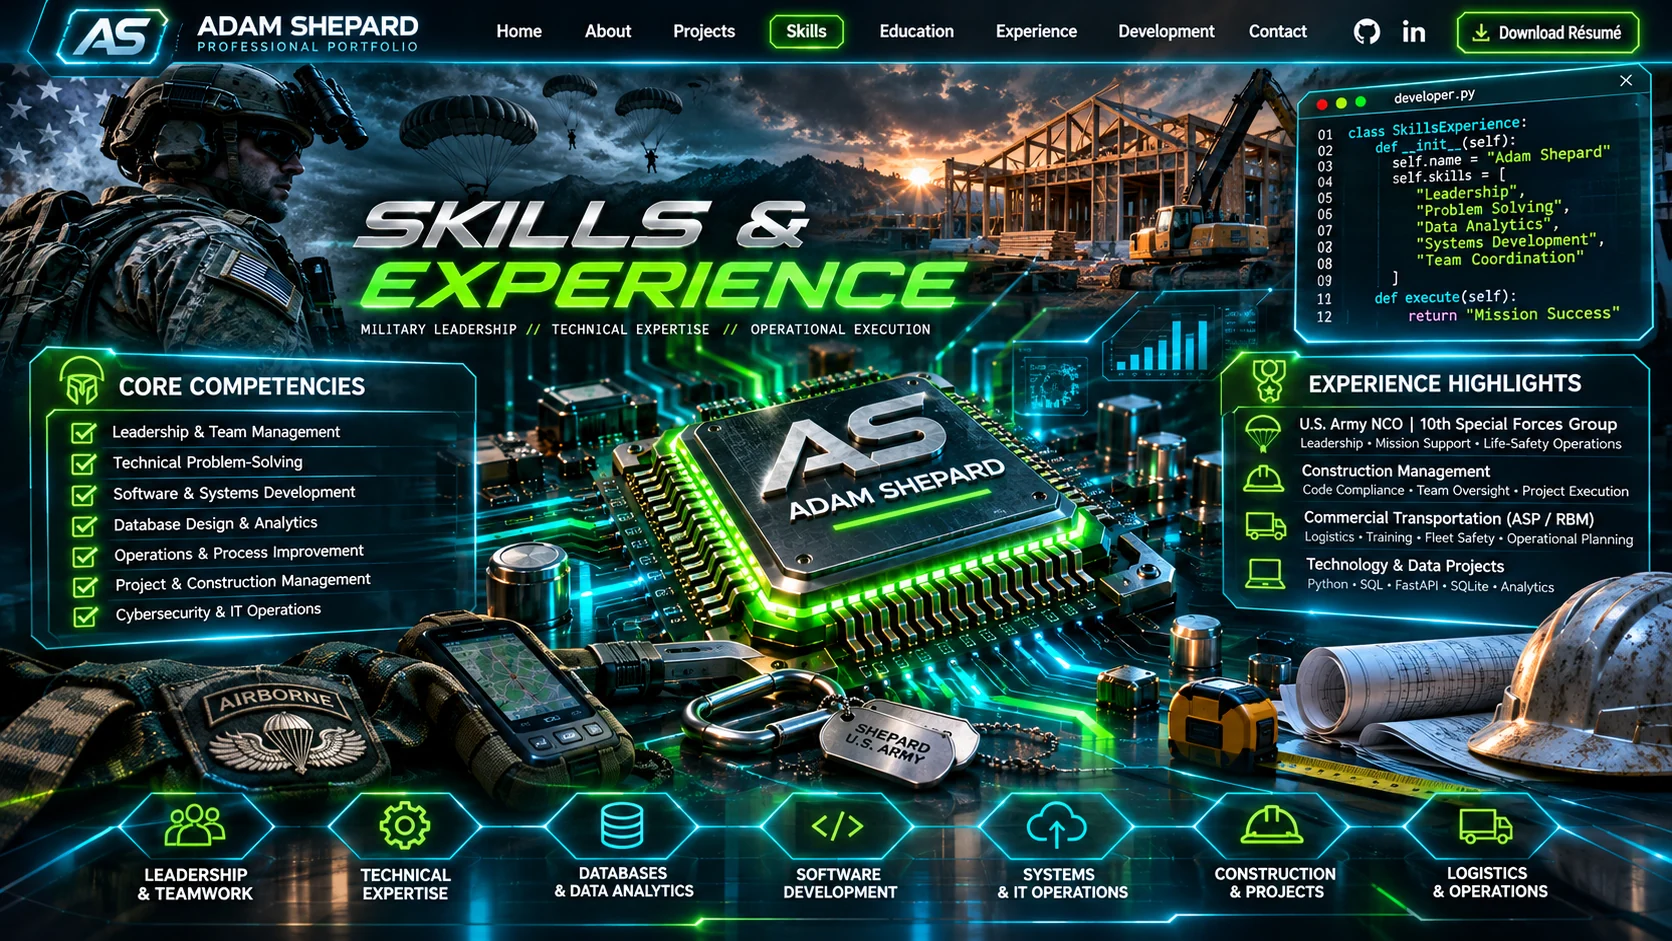 AS
ADAM SHEPARD
PROFESSIONAL PORTFOLIO
Home
About
Projects
Skills
Education
Experience
Development
Contact
in
Download Résumé
SKILLS &
EXPERIENCE
MILITARY LEADERSHIP // TECHNICAL EXPERTISE // OPERATIONAL EXECUTION
developer.py
01 class SkillsExperience:
02 def __init__(self):
03 self.name = "Adam Shepard"
04 self.skills = [
05 "Leadership",
06 "Problem Solving",
07 "Data Analytics",
03 "Systems Development",
08 "Team Coordination"
09 ]
11 def execute(self):
12 return "Mission Success"
CORE COMPETENCIES
Leadership & Team Management
Technical Problem-Solving
Software & Systems Development
Database Design & Analytics
Operations & Process Improvement
Project & Construction Management
Cybersecurity & IT Operations
AS
ADAM SHEPARD
EXPERIENCE HIGHLIGHTS
U.S. Army NCO | 10th Special Forces Group
Leadership • Mission Support • Life-Safety Operations
Construction Management
Code Compliance • Team Oversight • Project Execution
Commercial Transportation (ASP / RBM)
Logistics • Training • Fleet Safety • Operational Planning
Technology & Data Projects
Python • SQL • FastAPI • SQLite • Analytics
AIRBORNE
SHEPARD
U.S. ARMY
LEADERSHIP
& TEAMWORK
TECHNICAL
EXPERTISE
DATABASES
& DATA ANALYTICS
</>
SOFTWARE
DEVELOPMENT
SYSTEMS
& IT OPERATIONS
CONSTRUCTION
& PROJECTS
LOGISTICS
& OPERATIONS